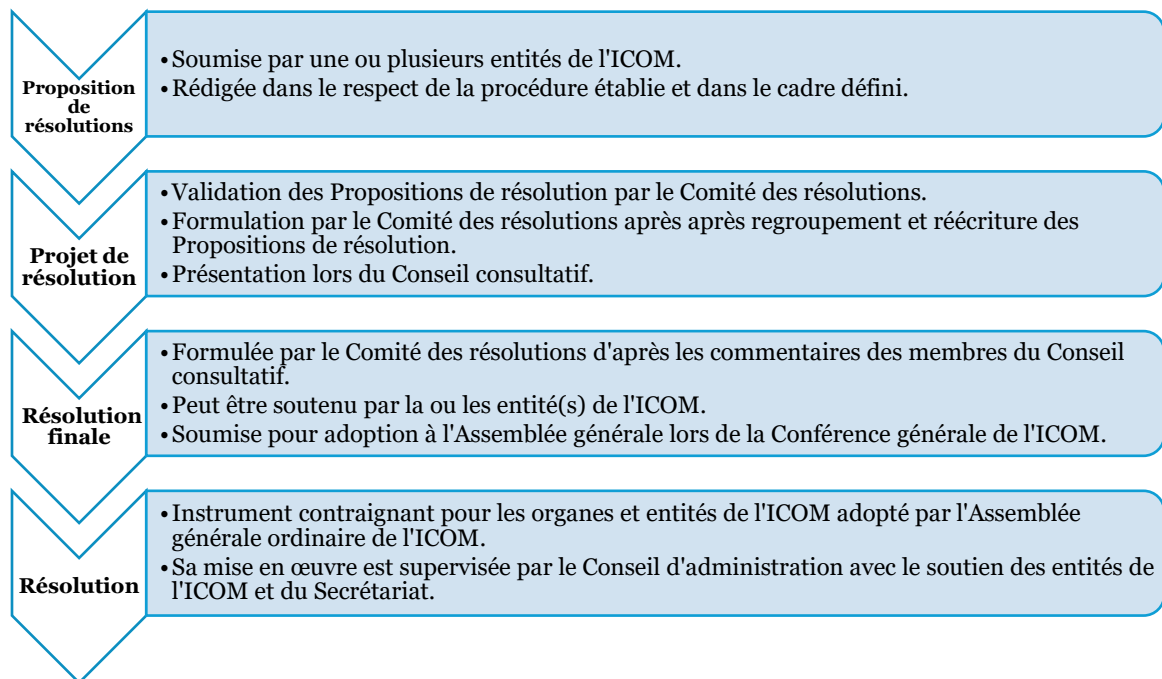 Proposition
de
résolutions
• Soumise par une ou plusieurs entités de l'ICOM.
• Rédigée dans le respect de la procédure établie et dans le cadre défini.
Projet de
résolution
• Validation des Propositions de résolution par le Comité des résolutions.
• Formulation par le Comité des résolutions après après regroupement et réécriture des
Propositions de résolution.
• Présentation lors du Conseil consultatif.
Résolution
finale
• Formulée par le Comité des résolutions d'après les commentaires des membres du Conseil
consultatif.
• Peut être soutenu par la ou les entité(s) de l'ICOM.
• Soumise pour adoption à l'Assemblée générale lors de la Conférence générale de l'ICOM.
Résolution
• Instrument contraignant pour les organes et entités de l'ICOM adopté par l'Assemblée
générale ordinaire de l'ICOM.
• Sa mise en œuvre est supervisée par le Conseil d'administration avec le soutien des entités de
l'ICOM et du Secrétariat.